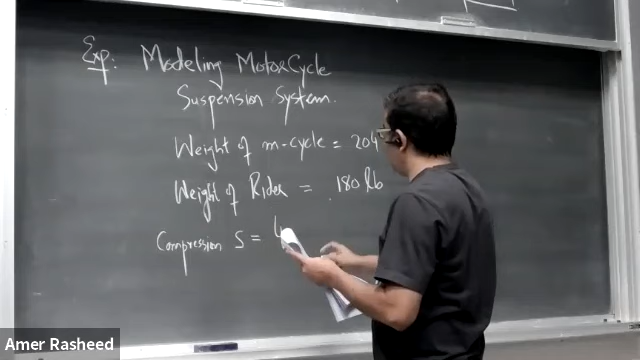 Exp: Modeling MotorCycle
Suspension System.
Weight of m-cycle = 204
Weight of Rider = 180 lb
Compression S =
Amer Rasheed